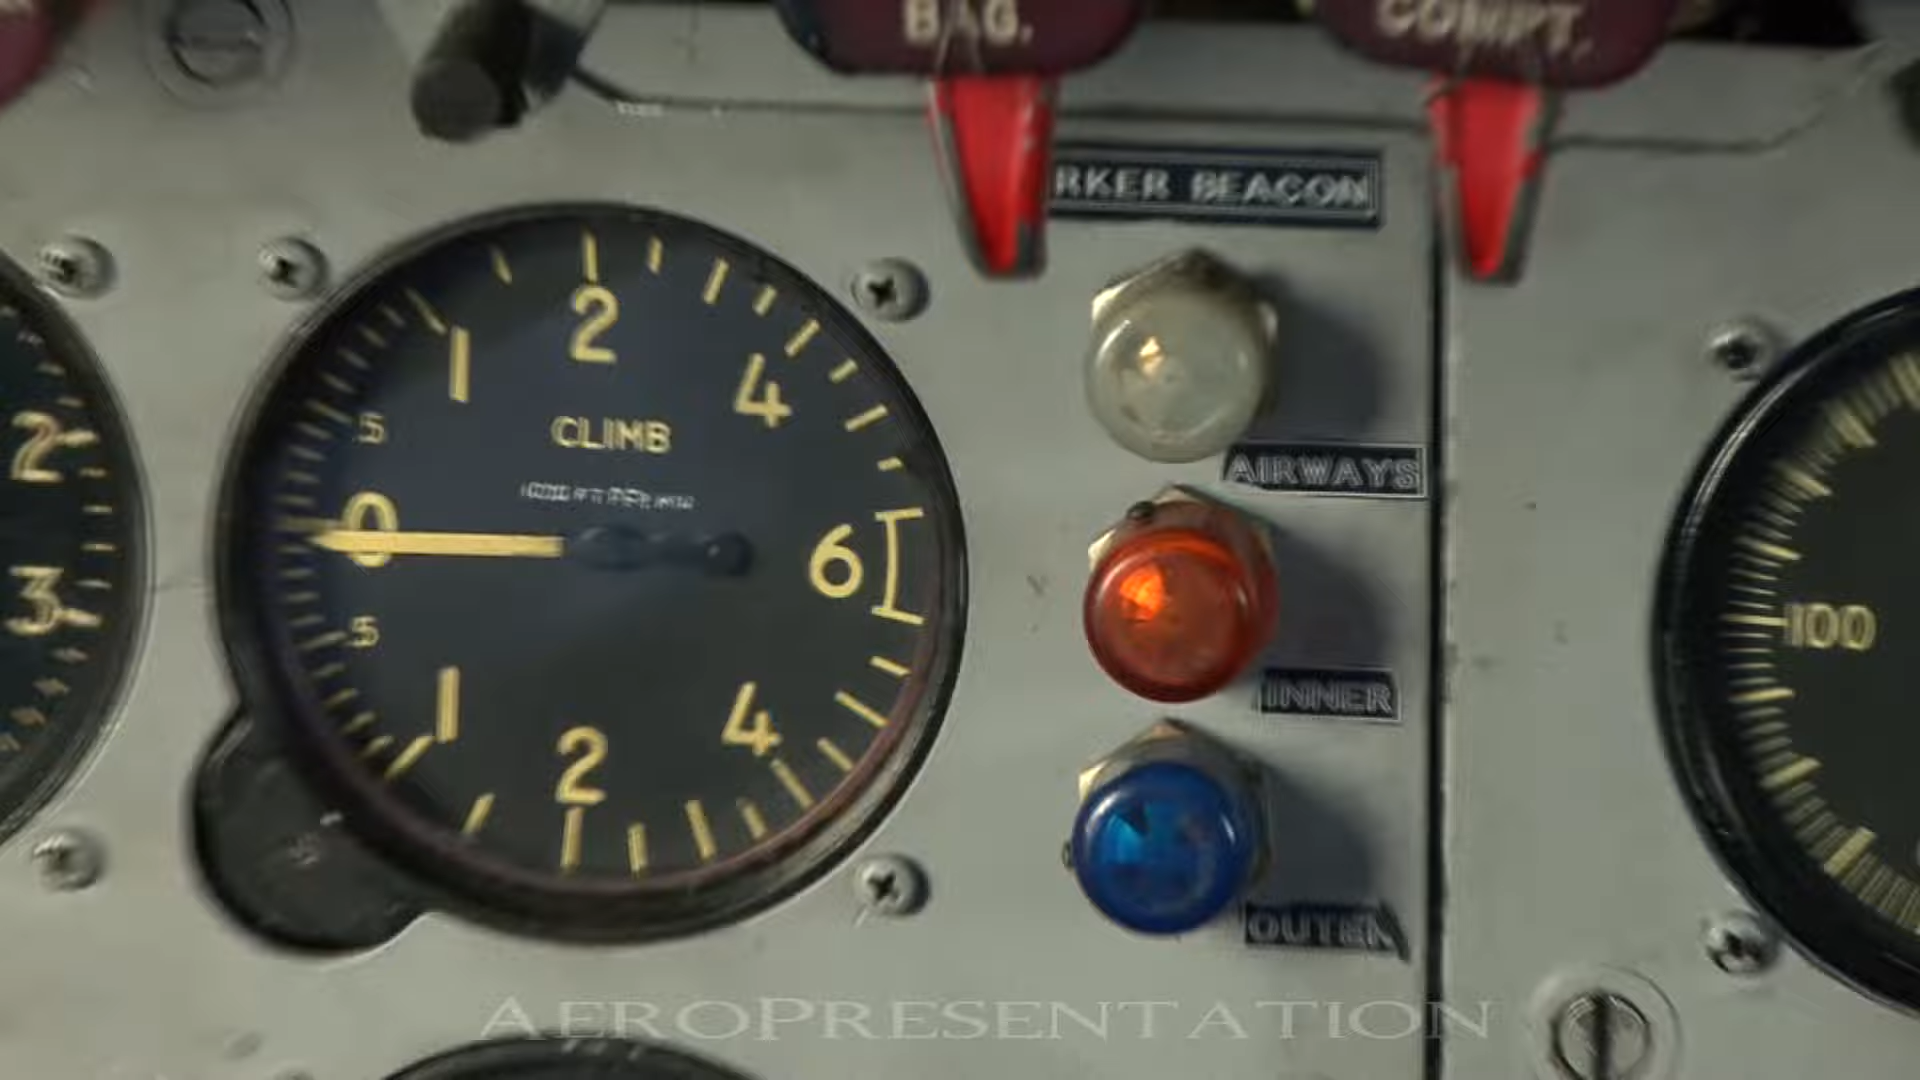 BAG.
COMPT.
RKER BEACON
2
1
4
.5
CLIMB
2
AIRWAYS
0
6
3
.5
100
INNER
1
4
2
OUTER
AEROPRESENTATION